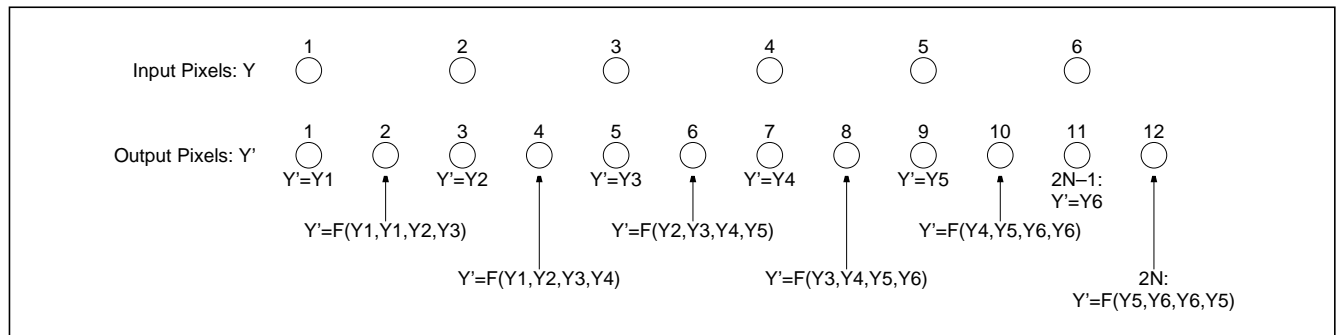 1 2 3 4 5 6
Input Pixels: Y
1 2 3 4 5 6 7 8 9 10 11 12
Output Pixels: Y’
Y’=Y1 Y’=Y2 Y’=Y3 Y’=Y4 Y’=Y5 2N–1:
Y’=Y6
Y’=F(Y1,Y1,Y2,Y3) Y’=F(Y2,Y3,Y4,Y5) Y’=F(Y4,Y5,Y6,Y6)
Y’=F(Y1,Y2,Y3,Y4) Y’=F(Y3,Y4,Y5,Y6) 2N:
Y’=F(Y5,Y6,Y6,Y5)